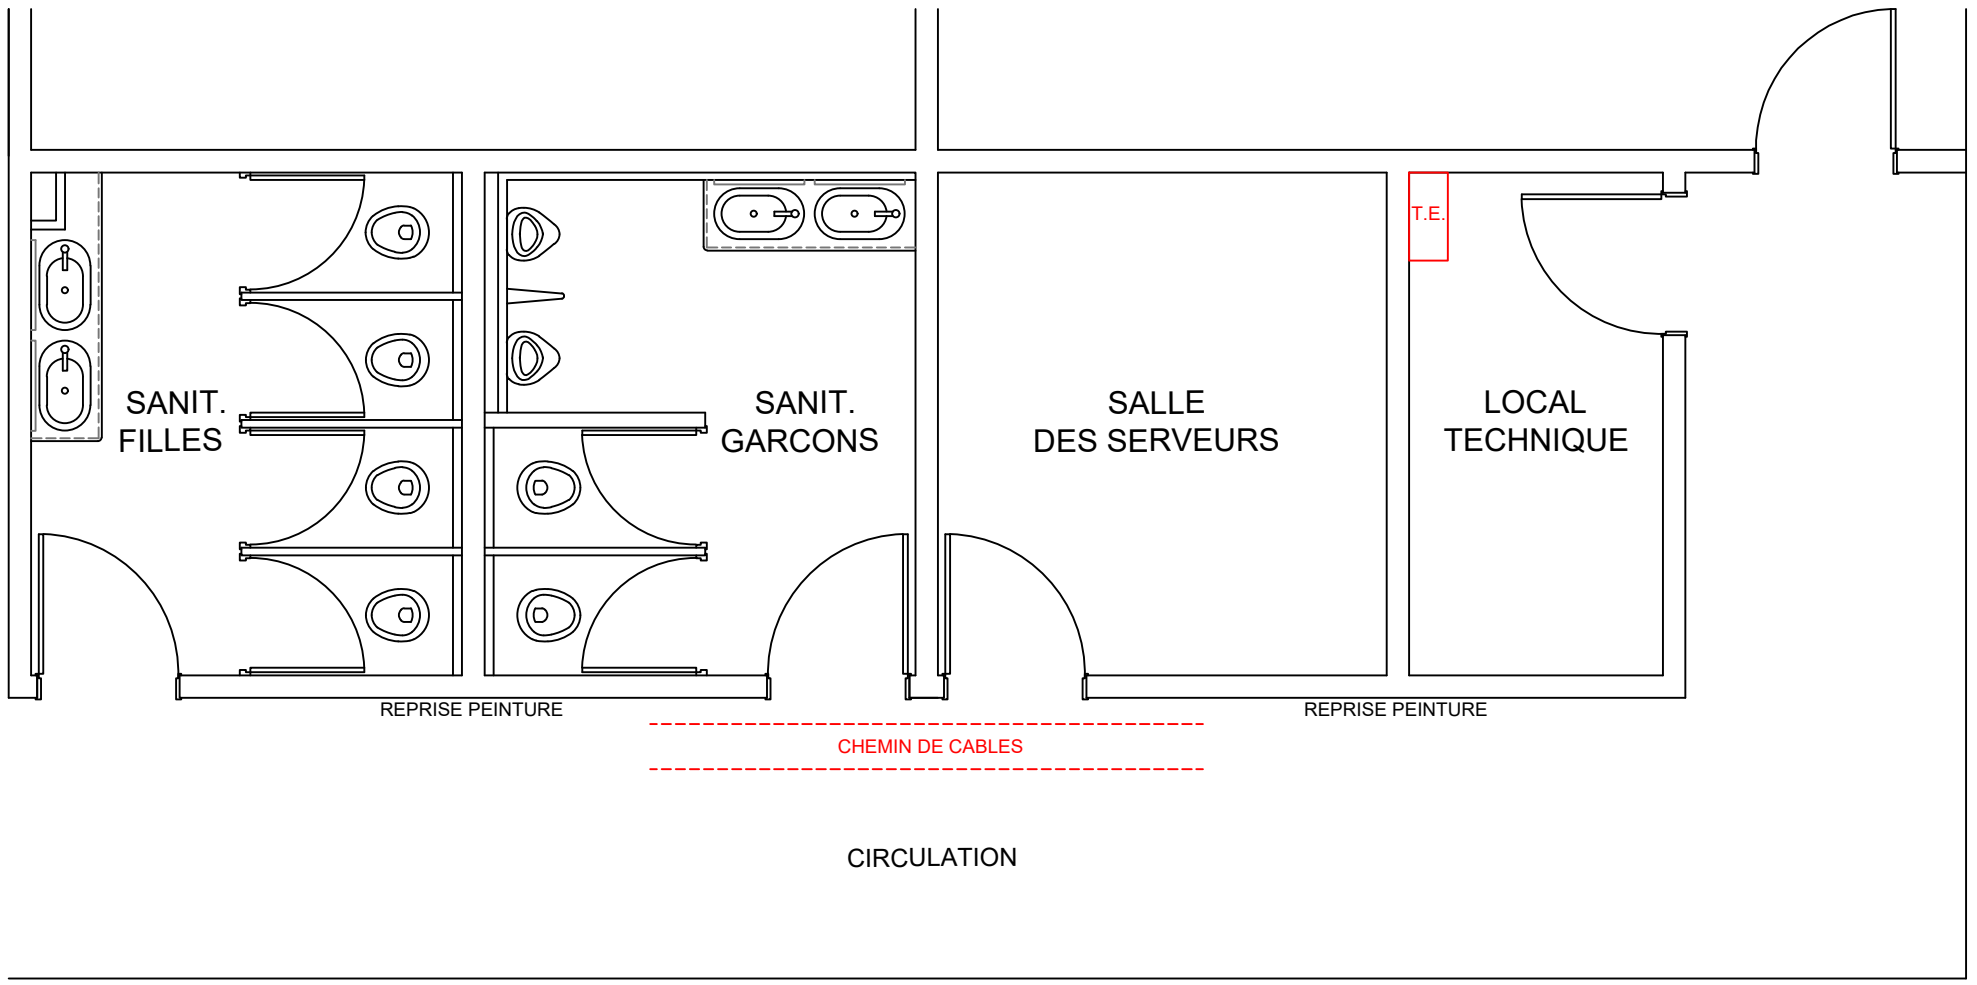 T.E.
SANIT.
FILLES
SANIT.
GARCONS
SALLE
DES SERVEURS
LOCAL
TECHNIQUE
REPRISE PEINTURE
REPRISE PEINTURE
CHEMIN DE CABLES
CIRCULATION